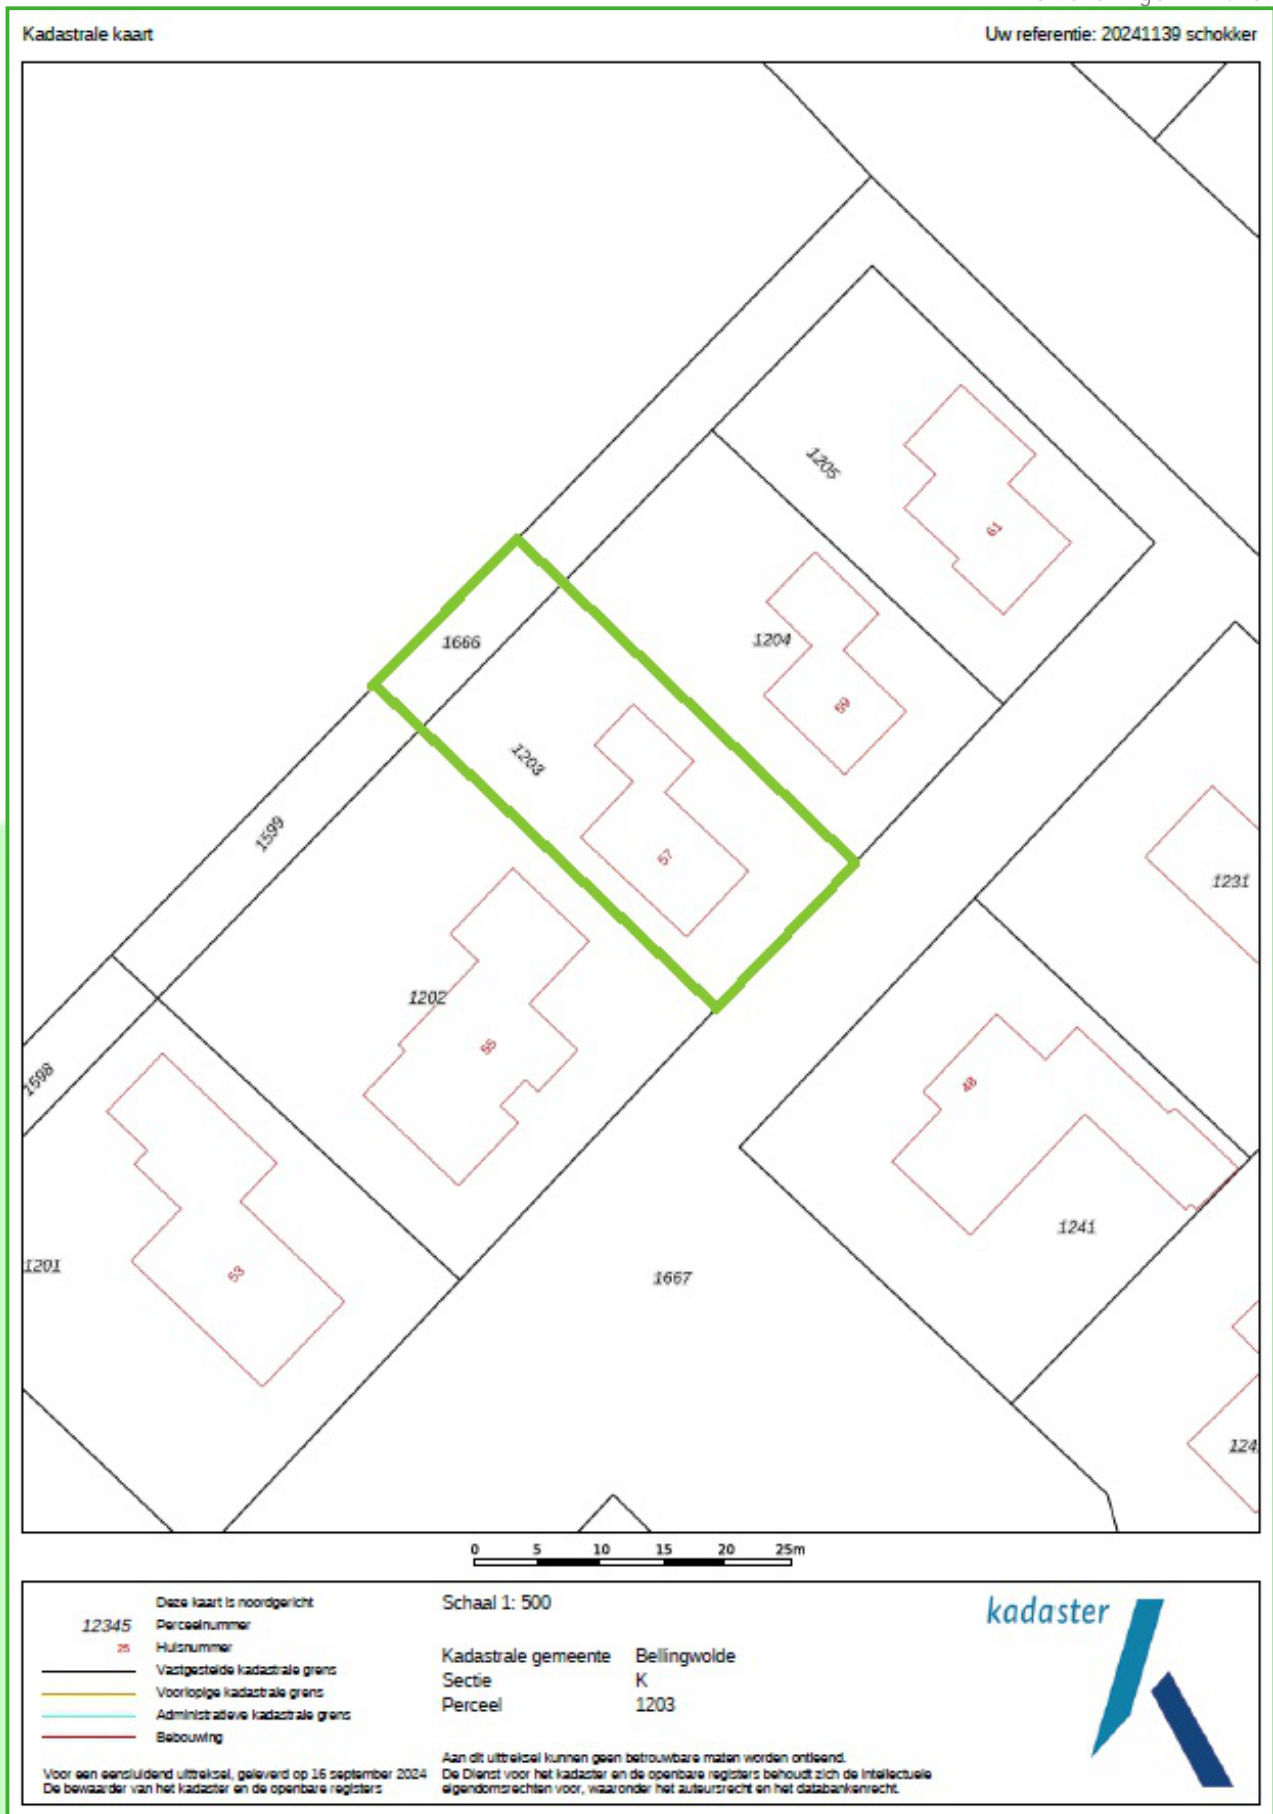 Kadastrale kaart
Uw referentie: 20241139 schokker
1205
61
1204
59
1666
1203
57
1599
1231
1202
55
48
1598
1241
1201
53
1667
124
0 5 10 15 20 25m
Deze kaart is noordgericht
12345 Perceelnummer
25 Huisnummer
Vastgestelde kadastrale grens
Voorlopige kadastrale grens
Administratieve kadastrale grens
Bebouwing
Voor een eensluidend uittreksel, geleverd op 16 september 2024
De bewaarder van het kadaster en de openbare registers
Schaal 1: 500
Kadastrale gemeente Bellingwolde
Sectie K
Perceel 1203
Aan dit uittreksel kunnen geen betrouwbare maten worden ontleend.
De Dienst voor het kadaster en de openbare registers behoudt zich de intellectuele
eigendomsrechten voor, waaronder het auteursrecht en het databankenrecht.
kadaster